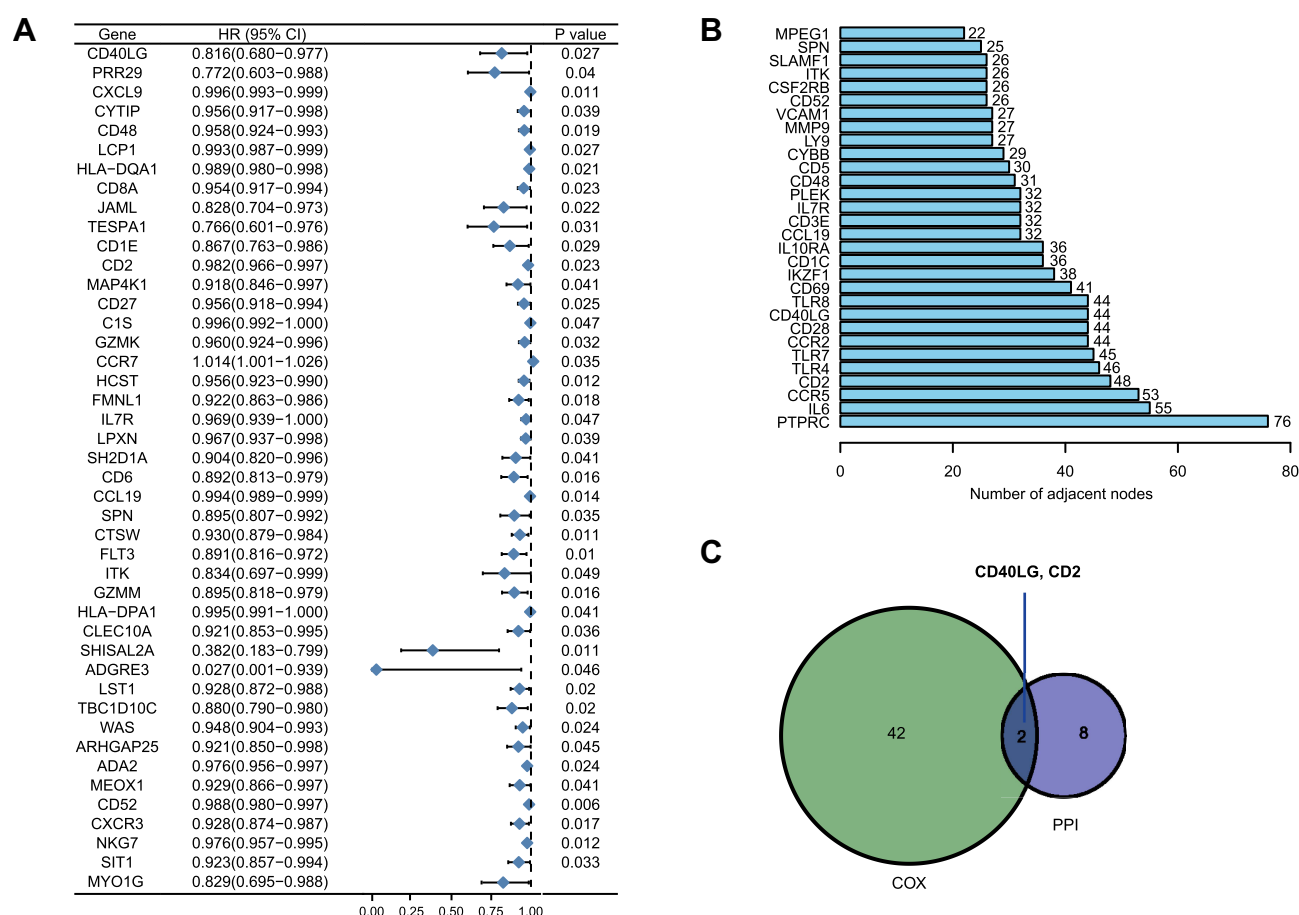 A
Gene HR (95% CI) P value
CD40LG 0.816(0.680−0.977) 0.027
PRR29 0.772(0.603−0.988) 0.04
CXCL9 0.996(0.993−0.999) 0.011
CYTIP 0.956(0.917−0.998) 0.039
CD48 0.958(0.924−0.993) 0.019
LCP1 0.993(0.987−0.999) 0.027
HLA−DQA1 0.989(0.980−0.998) 0.021
CD8A 0.954(0.917−0.994) 0.023
JAML 0.828(0.704−0.973) 0.022
TESPA1 0.766(0.601−0.976) 0.031
CD1E 0.867(0.763−0.986) 0.029
CD2 0.982(0.966−0.997) 0.023
MAP4K1 0.918(0.846−0.997) 0.041
CD27 0.956(0.918−0.994) 0.025
C1S 0.996(0.992−1.000) 0.047
GZMK 0.960(0.924−0.996) 0.032
CCR7 1.014(1.001−1.026) 0.035
HCST 0.956(0.923−0.990) 0.012
FMNL1 0.922(0.863−0.986) 0.018
IL7R 0.969(0.939−1.000) 0.047
LPXN 0.967(0.937−0.998) 0.039
SH2D1A 0.904(0.820−0.996) 0.041
CD6 0.892(0.813−0.979) 0.016
CCL19 0.994(0.989−0.999) 0.014
SPN 0.895(0.807−0.992) 0.035
CTSW 0.930(0.879−0.984) 0.011
FLT3 0.891(0.816−0.972) 0.01
ITK 0.834(0.697−0.999) 0.049
GZMM 0.895(0.818−0.979) 0.016
HLA−DPA1 0.995(0.991−1.000) 0.041
CLEC10A 0.921(0.853−0.995) 0.036
SHISAL2A 0.382(0.183−0.799) 0.011
ADGRE3 0.027(0.001−0.939) 0.046
LST1 0.928(0.872−0.988) 0.02
TBC1D10C 0.880(0.790−0.980) 0.02
WAS 0.948(0.904−0.993) 0.024
ARHGAP25 0.921(0.850−0.998) 0.045
ADA2 0.976(0.956−0.997) 0.024
MEOX1 0.929(0.866−0.997) 0.041
CD52 0.988(0.980−0.997) 0.006
CXCR3 0.928(0.874−0.987) 0.017
NKG7 0.976(0.957−0.995) 0.012
SIT1 0.923(0.857−0.994) 0.033
MYO1G 0.829(0.695−0.988)
0.00 0.25 0.50 0.75 1.00
B
MPEG1 22
SPN 25
SLAMF1 26
ITK 26
CSF2RB 26
CD52 26
VCAM1 27
MMP9 27
LY9 27
CYBB 29
CD5 30
CD48 31
PLEK 32
IL7R 32
CD3E 32
CCL19 32
IL10RA 36
CD1C 36
IKZF1 38
CD69 41
TLR8 44
CD40LG 44
CD28 44
CCR2 44
TLR7 45
TLR4 46
CD2 48
CCR5 53
IL6 55
PTPRC 76
0 20 40 60 80
Number of adjacent nodes
C
CD40LG, CD2
42 2 8
PPI
COX